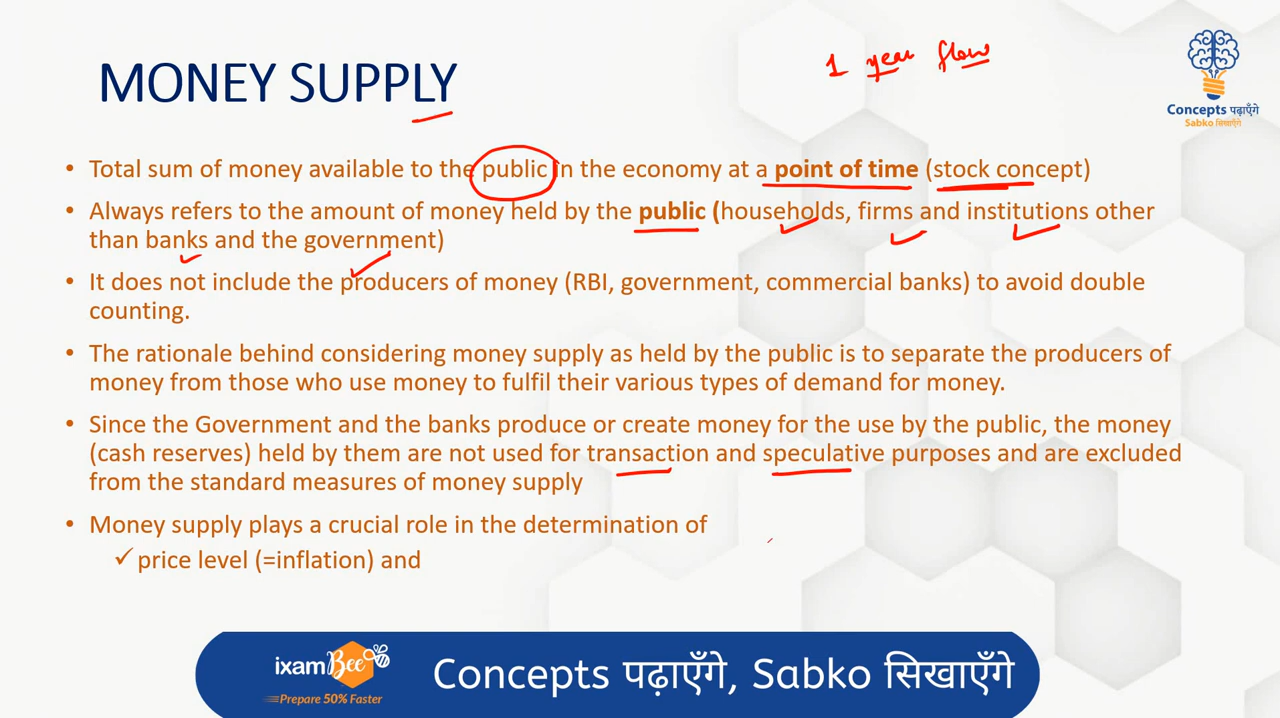 MONEY SUPPLY
1 year flow
Concepts पढ़ाएँगे
Sabko सिखाएँगे
• Total sum of money available to the public in the economy at a point of time (stock concept)
• Always refers to the amount of money held by the public (households, firms and institutions other
than banks and the government)
• It does not include the producers of money (RBI, government, commercial banks) to avoid double
counting.
• The rationale behind considering money supply as held by the public is to separate the producers of
money from those who use money to fulfil their various types of demand for money.
• Since the Government and the banks produce or create money for the use by the public, the money
(cash reserves) held by them are not used for transaction and speculative purposes and are excluded
from the standard measures of money supply
• Money supply plays a crucial role in the determination of
✓ price level (=inflation) and
ixamBee
Prepare 50% Faster
Concepts पढ़ाएँगे, Sabko सिखाएँगे